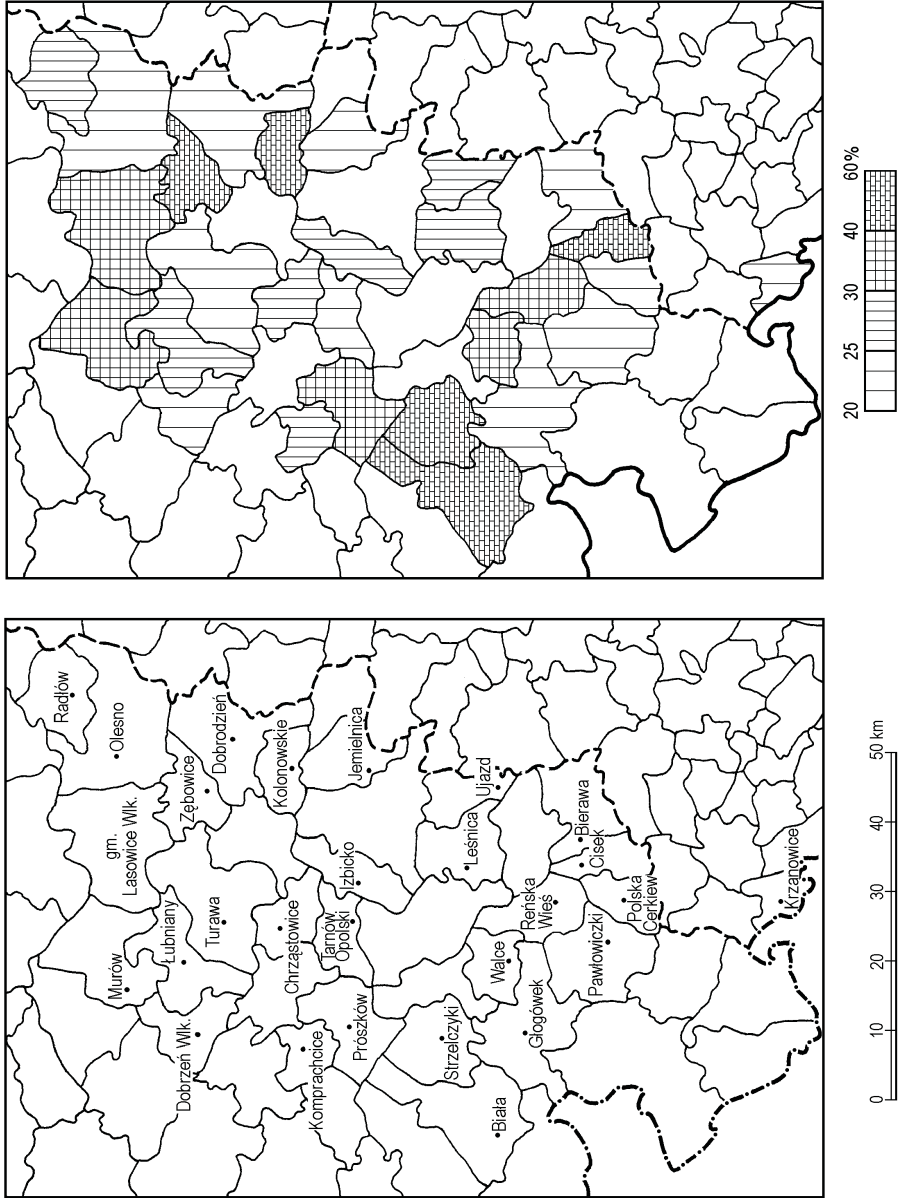 20
25
30
40
60%
Radłów
Olesno
gm.
Lasowice Wlk.
Zębowice
Dobrodzień
Kolonowskie
Jemielnica
Murów
Łubniany
Turawa
Dobrzeń Wlk.
Chrząstowice
Izbicko
Tarnów
Opolski
Komprachcice
Prószków
Ujazd
Leśnica
Strzelczyki
Walce
Reńska
Wieś
Bierawa
Cisek
Biała
Głogówek
Pawłowiczki
Polska
Cerkiew
Krzanowice
0
10
20
30
40
50 km